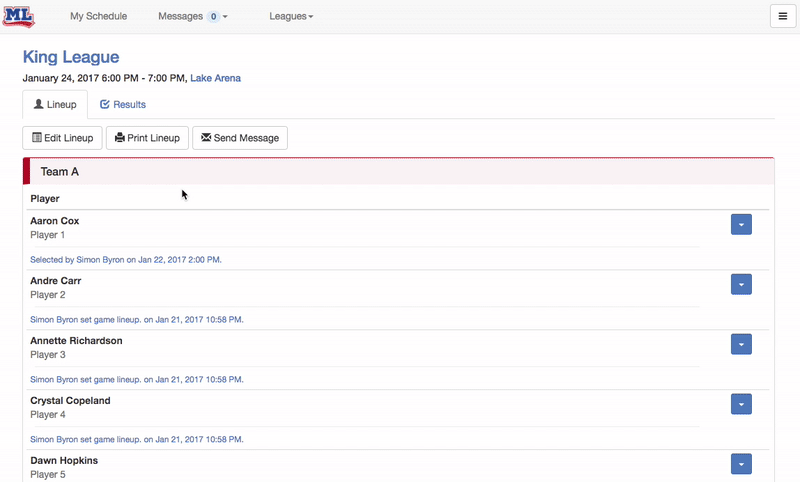 ML
My Schedule Messages 0 Leagues
King League
January 24, 2017 6:00 PM - 7:00 PM, Lake Arena
Lineup Results
Edit Lineup Print Lineup Send Message
Team A
Player
Aaron Cox
Player 1
Selected by Simon Byron on Jan 22, 2017 2:00 PM.
Andre Carr
Player 2
Simon Byron set game lineup. on Jan 21, 2017 10:58 PM.
Annette Richardson
Player 3
Simon Byron set game lineup. on Jan 21, 2017 10:58 PM.
Crystal Copeland
Player 4
Simon Byron set game lineup. on Jan 21, 2017 10:58 PM.
Dawn Hopkins
Player 5